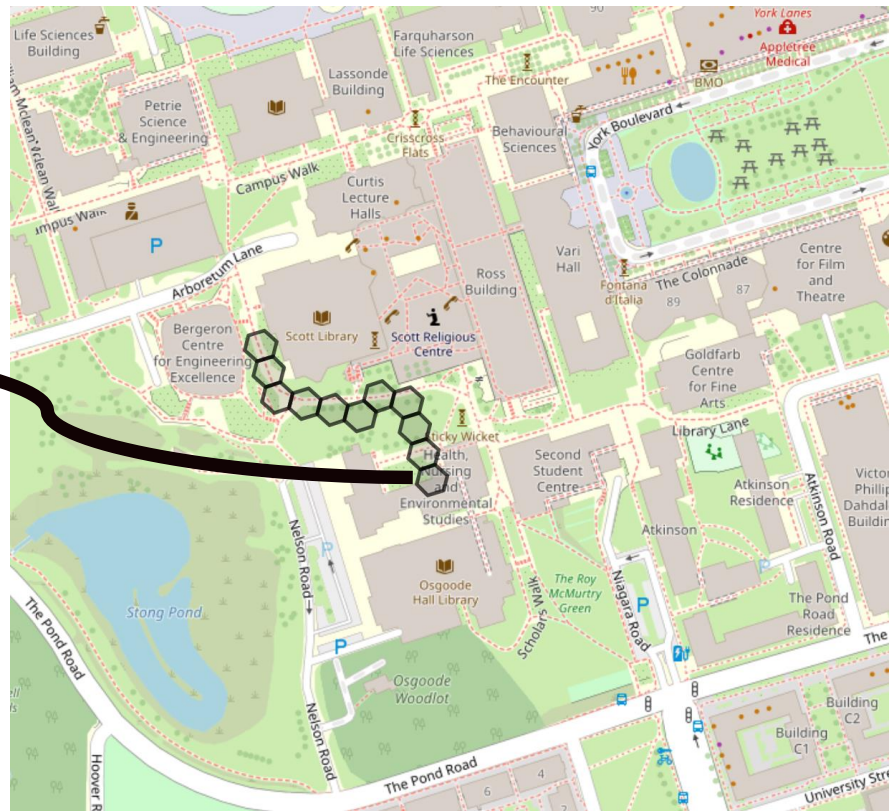 Life Sciences
Building
Farquharson
Life Sciences
90
York Lanes
Appletree
Medical
The Encounter
BMO
Lassonde
Building
Petrie
Science
& Engineering
Crisscross
Flats
Behavioural
Sciences
York Boulevard
Campus Walk
Curtis
Lecture
Halls
P
Arboretum Lane
Ross
Building
Vari
Hall
Fontana
d'Italia
The Colonnade
89
87
Centre
for Film
and
Theatre
Scott Library
Scott Religious
Centre
Bergeron
Centre
for Engineering
Excellence
Goldfarb
Centre
for Fine
Arts
Library Lane
Health,
Nursing
and
Environmental
Studies
Second
Student
Centre
Atkinson
Residence
Atkinson
Atkinson Road
Nelson Road
P
Osgoode
Hall Library
The Roy
McMurtry
Green
Scholars Walk
Niagara Road
P
P
The Pond
Road
Residence
Stong Pond
The Pond Road
P
Osgoode
Woodlot
Nelson Road
The Pond Road
Building
C1
Building
C2
6
4